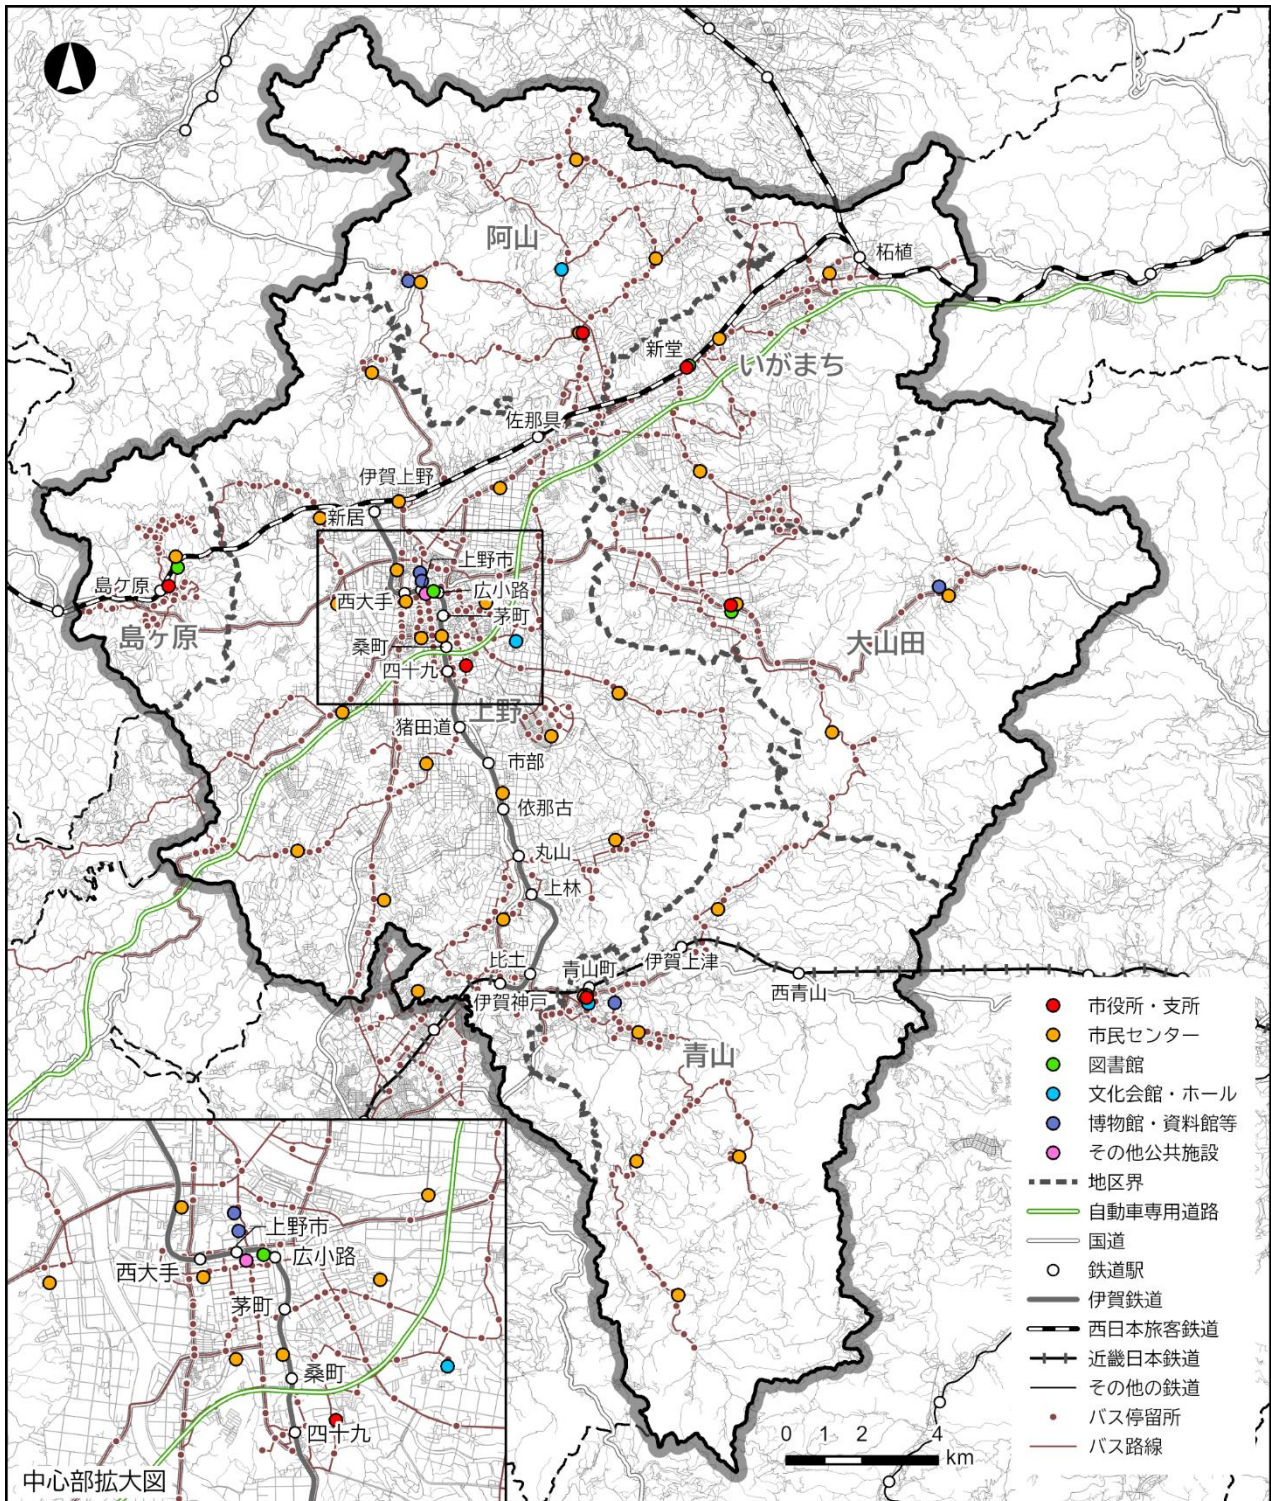 阿山
柘植
新堂
いがまち
佐那具
伊賀上野
新居
上野市
島ケ原
西大手
広小路
茅町
島ヶ原
大山田
桑町
四十九
上野
猪田道
市部
依那古
丸山
上林
比土
青山町
伊賀上津
伊賀神戸
西青山
青山
市役所・支所
市民センター
図書館
文化会館・ホール
博物館・資料館等
その他公共施設
地区界
自動車専用道路
国道
鉄道駅
伊賀鉄道
西日本旅客鉄道
近畿日本鉄道
その他の鉄道
バス停留所
バス路線
0 1 2 4
km
上野市
西大手
広小路
茅町
桑町
四十九
中心部拡大図